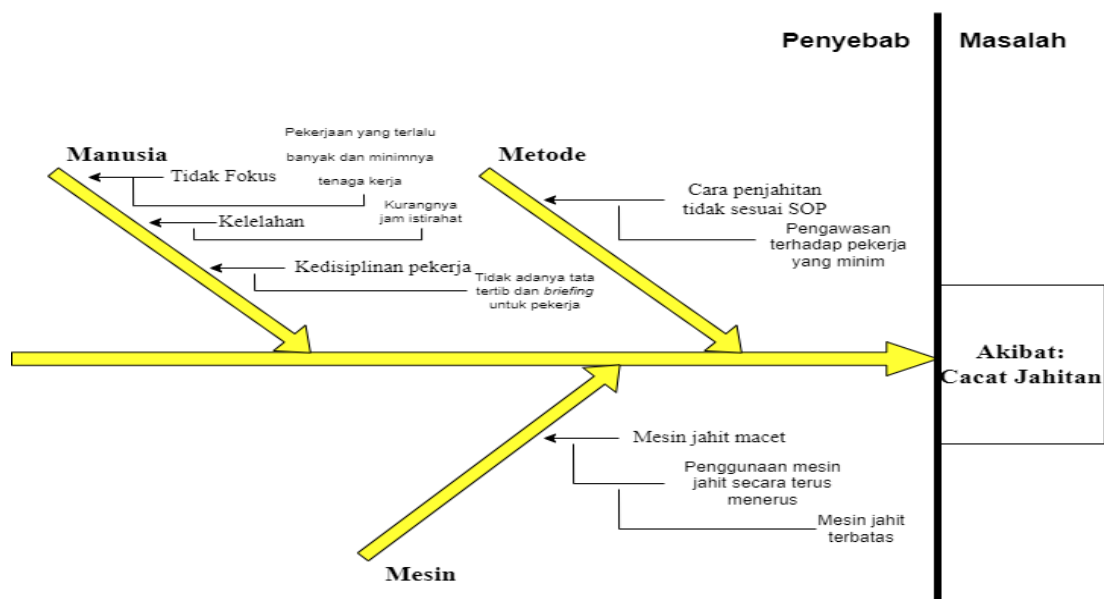 Penyebab
Masalah
Manusia
Tidak Fokus
Pekerjaan yang terlalu
banyak dan minimnya
tenaga kerja
Kelelahan
Kurangnya
jam istirahat
Kedisiplinan pekerja
Tidak adanya tata
tertib dan briefing
untuk pekerja
Metode
Cara penjahitan
tidak sesuai SOP
Pengawasan
terhadap pekerja
yang minim
Akibat:
Cacat Jahitan
Mesin jahit macet
Penggunaan mesin
jahit secara terus
menerus
Mesin jahit
terbatas
Mesin